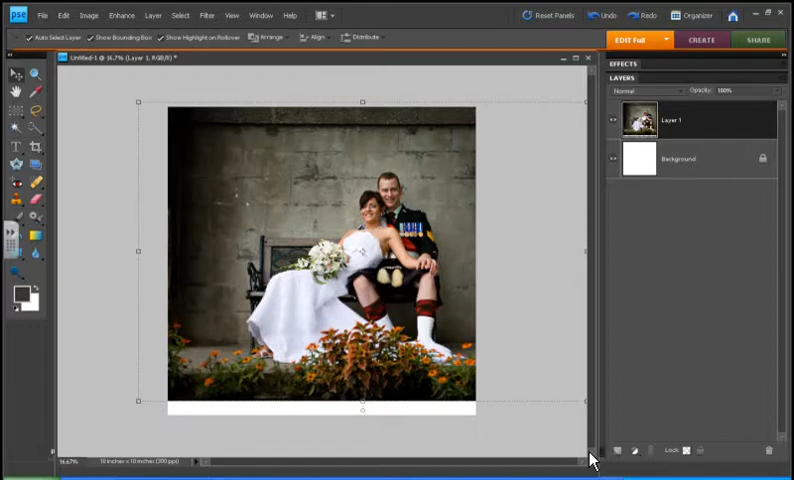 pse File Edit Image Enhance Layer Select Filter View Window Help Reset Panels Undo Redo Organizer
Auto Select Layer Show Bounding Box Show Highlight on Rollover Arrange Align Distribute EDIT Full CREATE SHARE
Untitled-1 @ 16.7% (Layer 1, RGB/8) *
EFFECTS
LAYERS
Normal Opacity: 100%
Layer 1
Background
T
Lock:
16.67% 10 inches x 10 inches (300 ppi)